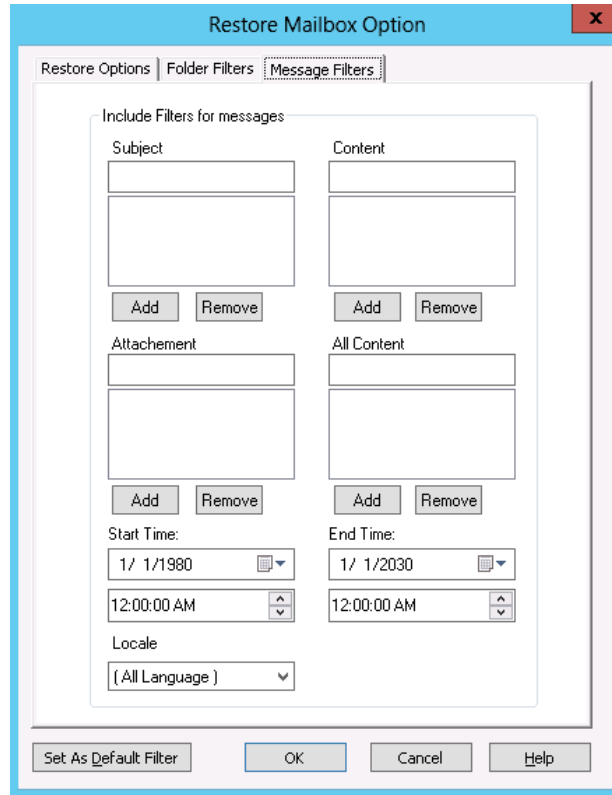 Restore Mailbox Option
x
Restore Options Folder Filters Message Filters
Include Filters for messages
Subject Content
Add Remove Add Remove
Attachement All Content
Add Remove Add Remove
Start Time: End Time:
1/ 1/1980 1/ 1/2030
12:00:00 AM 12:00:00 AM
Locale
( All Language )
Set As Default Filter OK Cancel Help